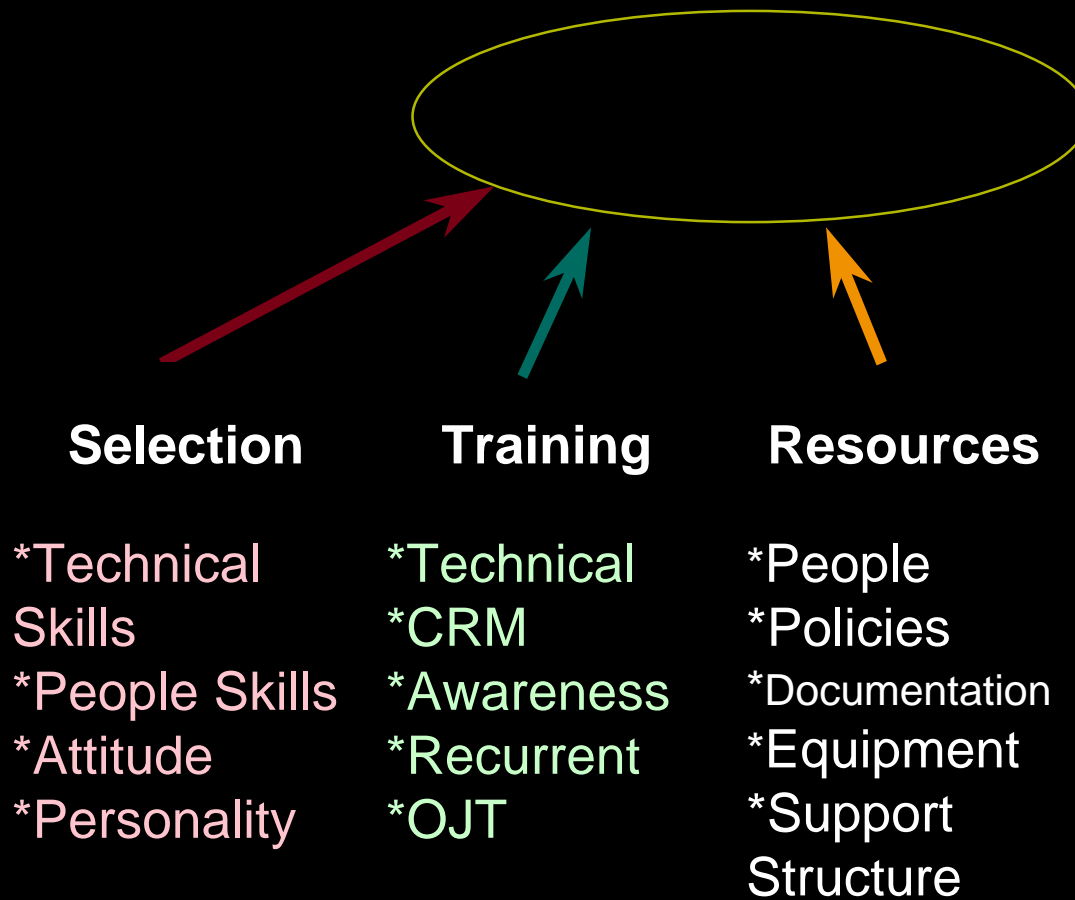 Selection
Training
Resources
*Technical
Skills
*People Skills
*Attitude
*Personality
*Technical
*CRM
*Awareness
*Recurrent
*OJT
*People
*Policies
*Documentation
*Equipment
*Support
Structure